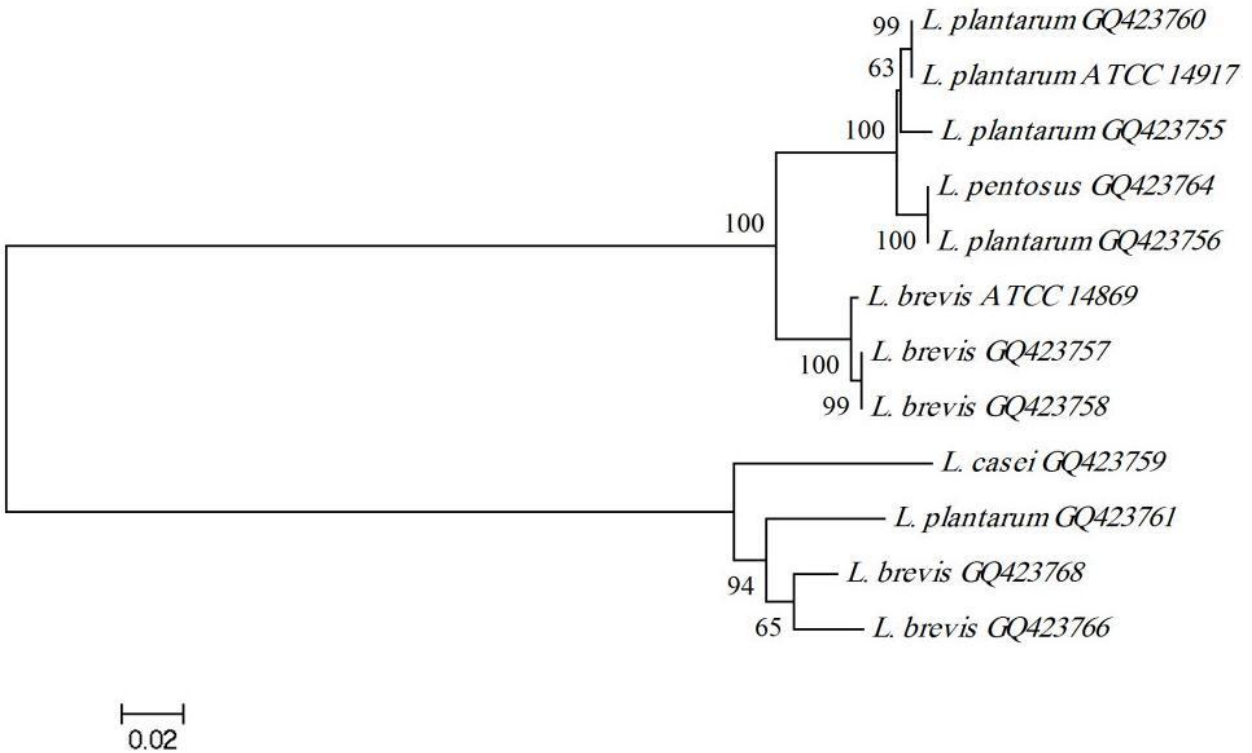 99
L. plantarum GQ423760
63
L. plantarum ATCC 14917
100
L. plantarum GQ423755
L. pentosus GQ423764
100
100
L. plantarum GQ423756
L. brevis ATCC 14869
L. brevis GQ423757
100
99
L. brevis GQ423758
L. casei GQ423759
L. plantarum GQ423761
L. brevis GQ423768
94
65
L. brevis GQ423766
0.02